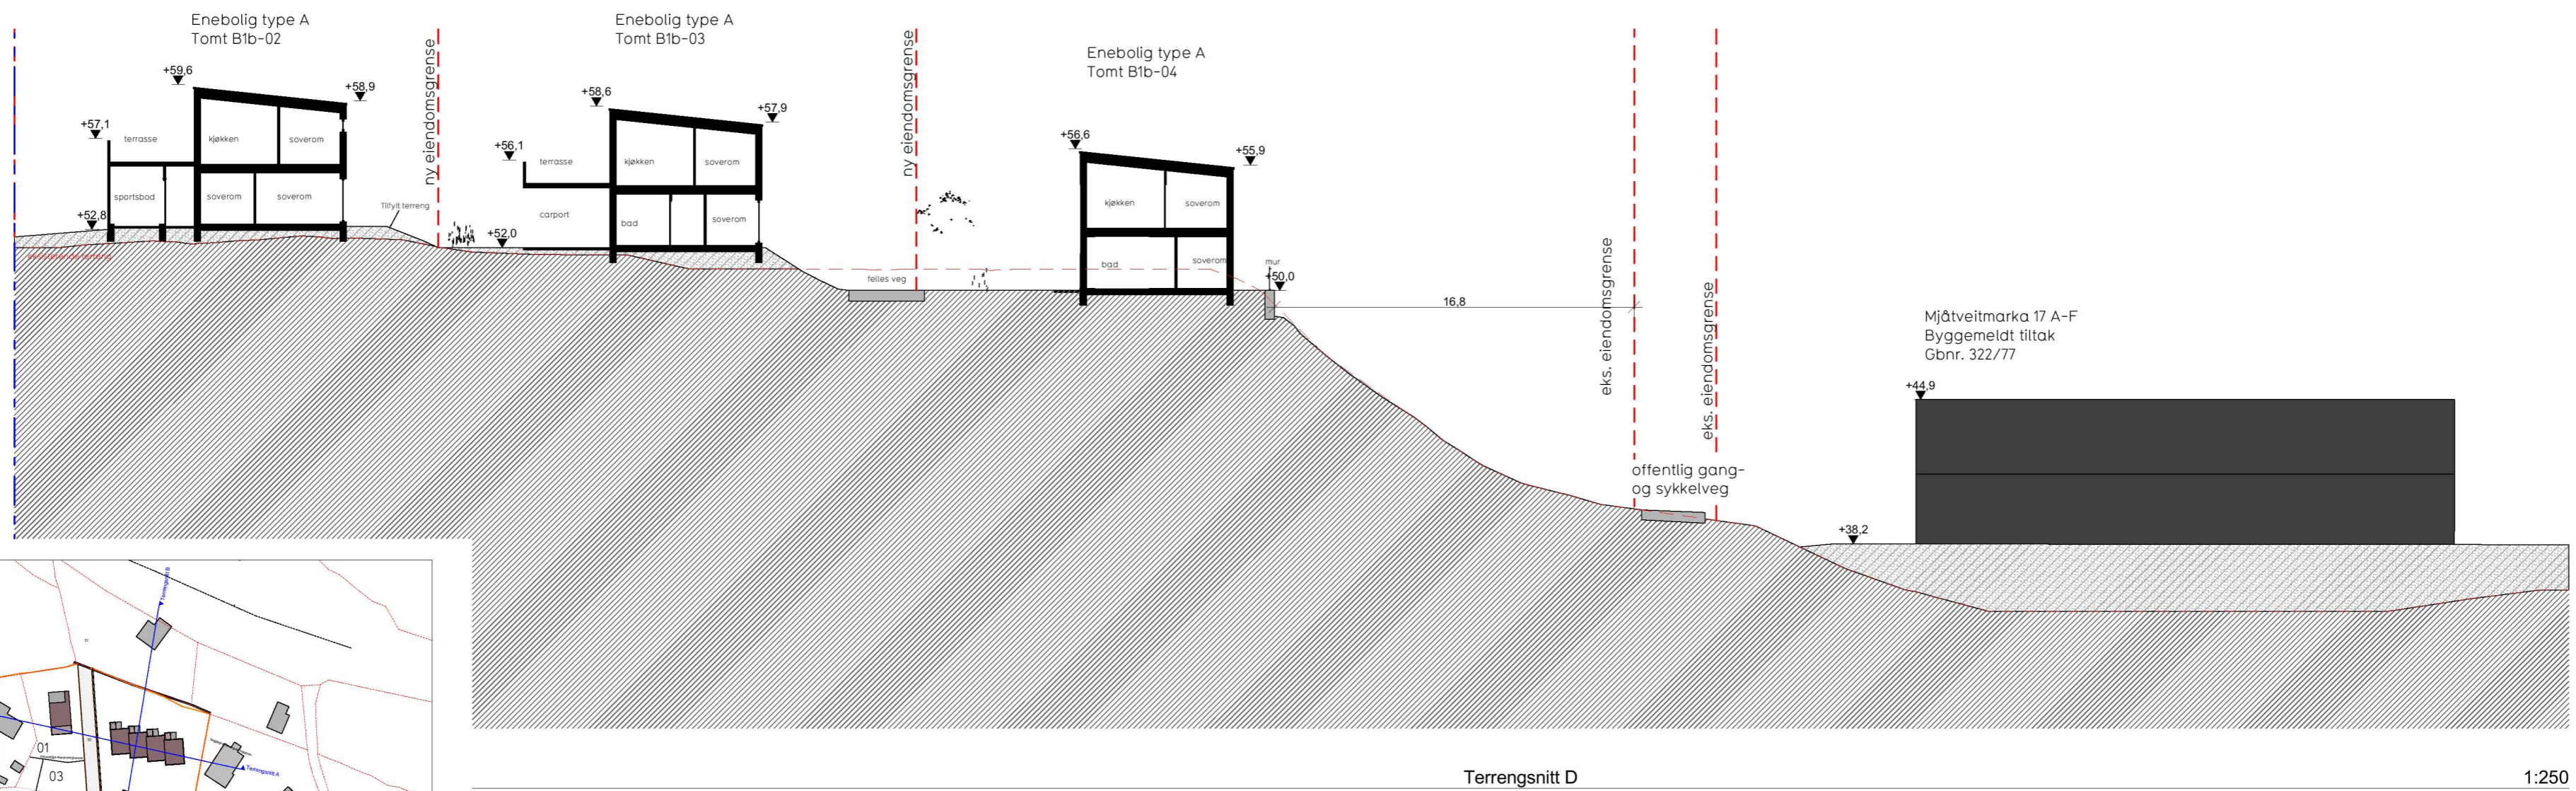 Enebolig type A
Tomt B1b-02
Enebolig type A
Tomt B1b-03
Enebolig type A
Tomt B1b-04
ny eiendomsgrense
ny eiendomsgrense
+59,6
+58,9
+57,1
terrasse
kjøkken
soverom
sportsbod
soverom
soverom
+52,8
Tilfylt terreng
eksisterende terreng
+58,6
+57,9
+56,1
terrasse
kjøkken
soverom
carport
bad
soverom
+52,0
felles veg
+56,6
+55,9
kjøkken
soverom
bad
soverom
mur
+50,0
16,8
eks. eiendomsgrense
eks. eiendomsgrense
offentlig gang-
og sykkelveg
Mjåtveitmarka 17 A-F
Byggemeldt tiltak
Gbnr. 322/77
+44,9
+38,2
Terrengsnitt B
Terrengsnitt A
01
03
Terrengsnitt D
1:250